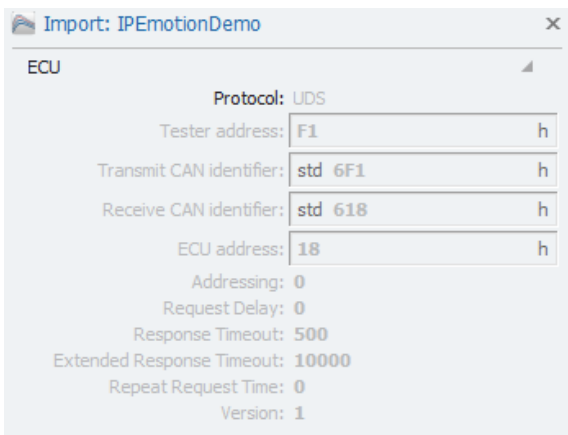 Import: IPEmotionDemo
ECU
Protocol: UDS
Tester address: F1 h
Transmit CAN identifier: std 6F1 h
Receive CAN identifier: std 618 h
ECU address: 18 h
Addressing: 0
Request Delay: 0
Response Timeout: 500
Extended Response Timeout: 10000
Repeat Request Time: 0
Version: 1